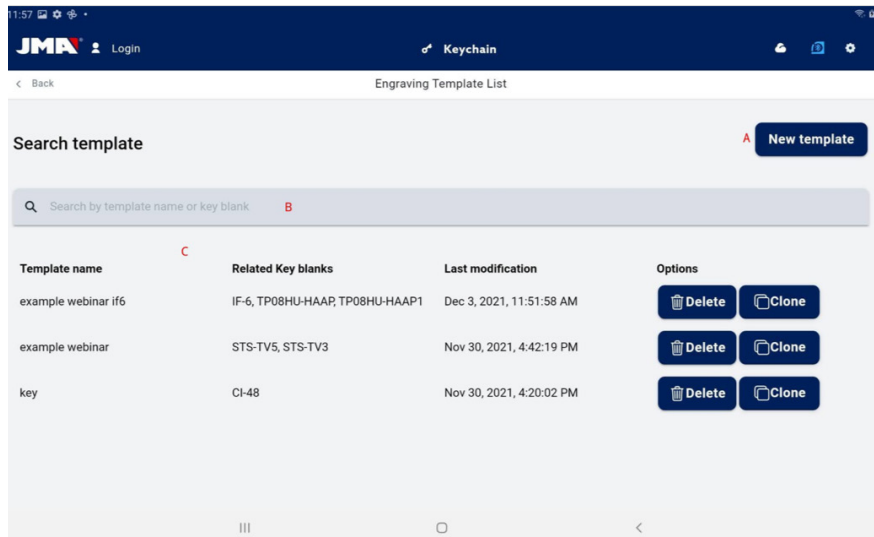 11:57
JMA Login Keychain
Back Engraving Template List
Search template A New template
Search by template name or key blank B
C
Template name Related Key blanks Last modification Options
example webinar if6 IF-6, TP08HU-HAAP, TP08HU-HAAP1 Dec 3, 2021, 11:51:58 AM Delete Clone
example webinar STS-TV5, STS-TV3 Nov 30, 2021, 4:42:19 PM Delete Clone
key CI-48 Nov 30, 2021, 4:20:02 PM Delete Clone